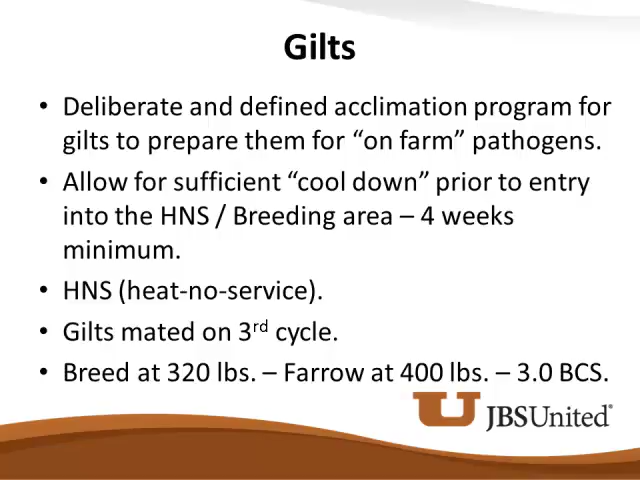 Gilts
• Deliberate and defined acclimation program for
gilts to prepare them for “on farm” pathogens.
• Allow for sufficient “cool down” prior to entry
into the HNS / Breeding area – 4 weeks
minimum.
• HNS (heat-no-service).
• Gilts mated on 3rd cycle.
• Breed at 320 lbs. – Farrow at 400 lbs. – 3.0 BCS.
JBS United®